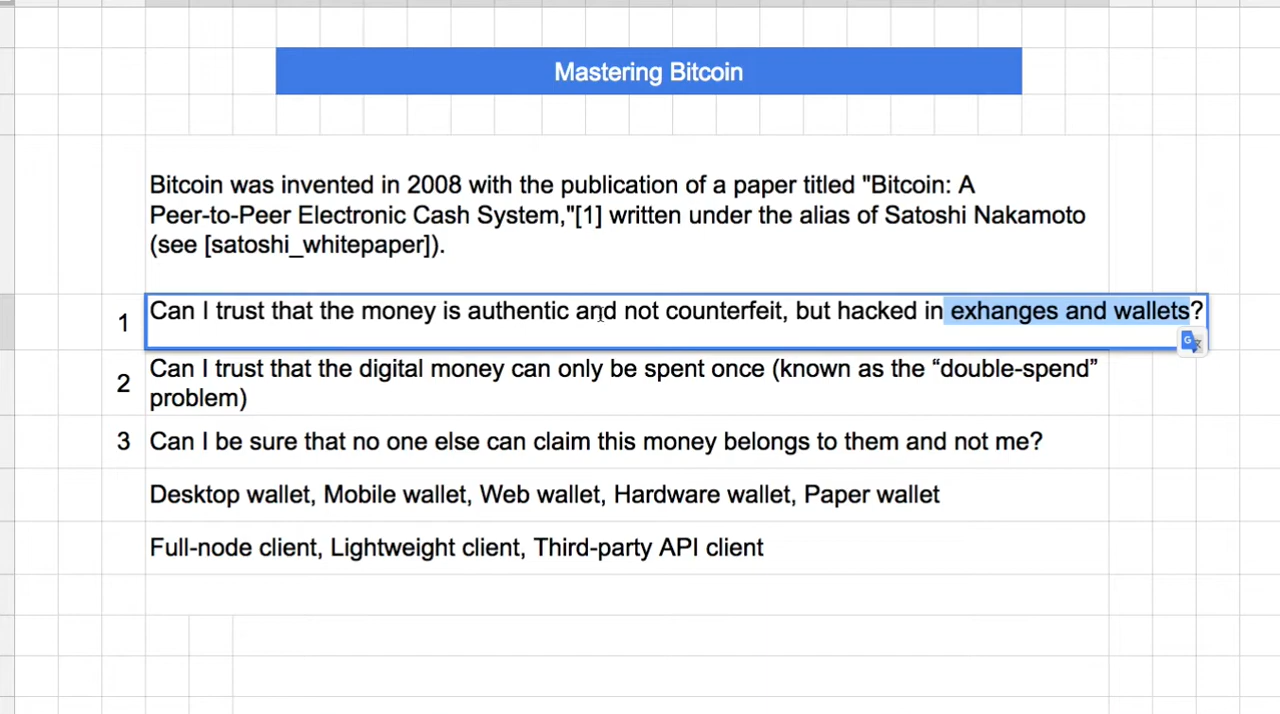 Mastering Bitcoin
Bitcoin was invented in 2008 with the publication of a paper titled "Bitcoin: A
Peer-to-Peer Electronic Cash System,"[1] written under the alias of Satoshi Nakamoto
(see [satoshi_whitepaper]).
1 Can I trust that the money is authentic and not counterfeit, but hacked in exhanges and wallets?
2 Can I trust that the digital money can only be spent once (known as the “double-spend”
problem)
3 Can I be sure that no one else can claim this money belongs to them and not me?
Desktop wallet, Mobile wallet, Web wallet, Hardware wallet, Paper wallet
Full-node client, Lightweight client, Third-party API client